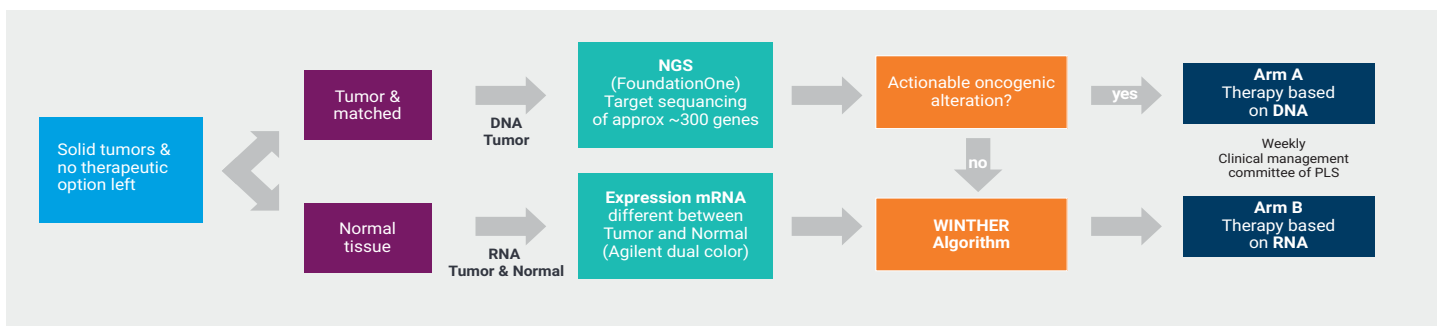 Solid tumors &
no therapeutic
option left
Tumor &
matched
Normal
tissue
DNA
Tumor
RNA
Tumor & Normal
NGS
(FoundationOne)
Target sequancing
of approx ~300 genes
Expression mRNA
different between
Tumor and Normal
(Agilent dual color)
Actionable oncogenic
alteration?
yes
no
WINTHER
Algorithm
Arm A
Therapy based
on DNA
Weekly
Clinical management
committee of PLS
Arm B
Therapy based
on RNA